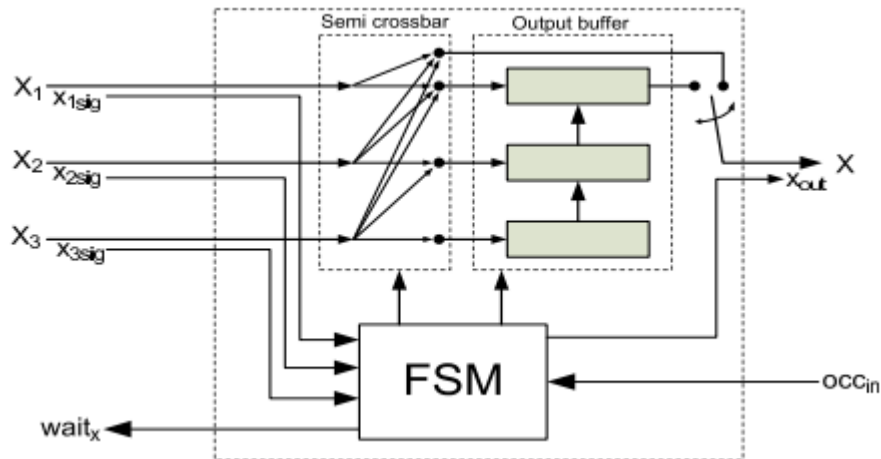 Semi crossbar
Output buffer
X1
x1sig
X2
x2sig
X3
x3sig
X
xout
FSM
occin
waitx